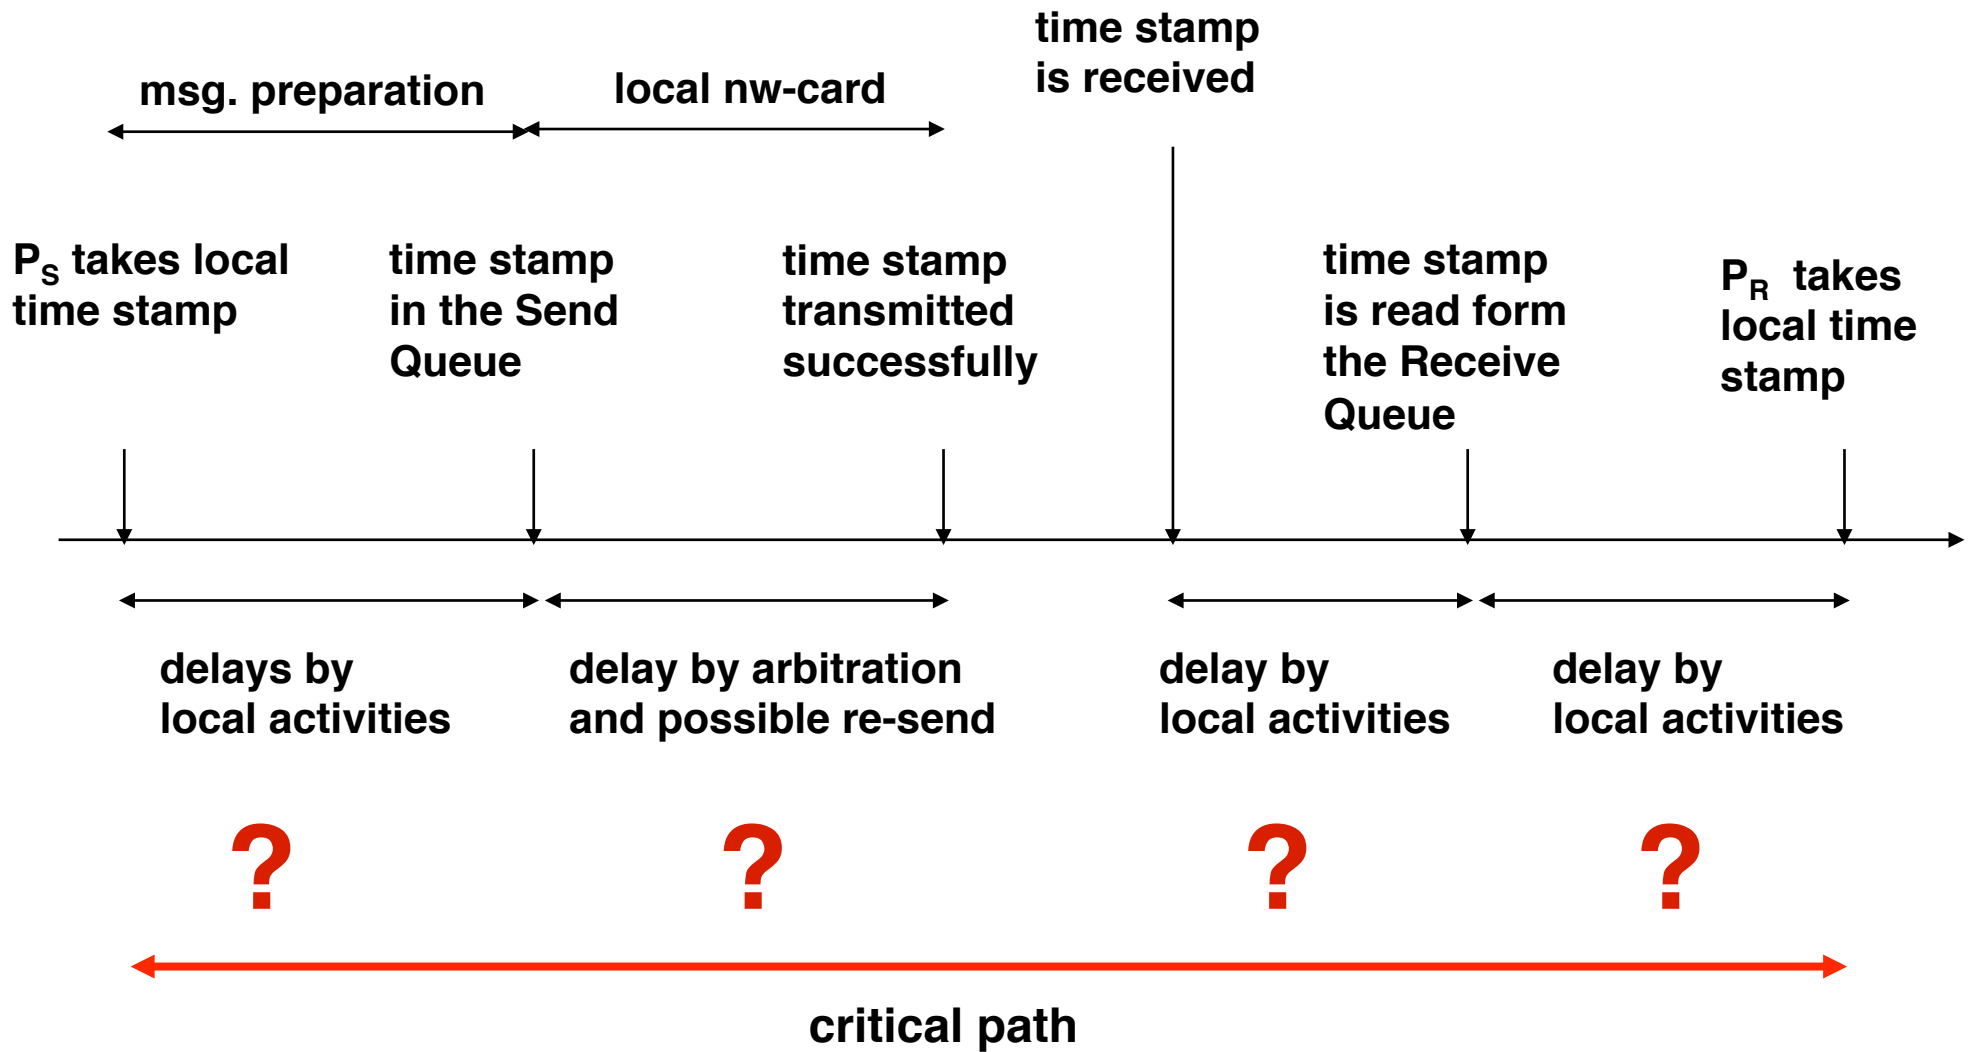 time stamp
is received
msg. preparation
local nw-card
P_S takes local
time stamp
time stamp
in the Send
Queue
time stamp
transmitted
successfully
time stamp
is read form
the Receive
Queue
P_R takes
local time
stamp
delays by
local activities
delay by arbitration
and possible re-send
delay by
local activities
delay by
local activities
?
?
?
?
critical path